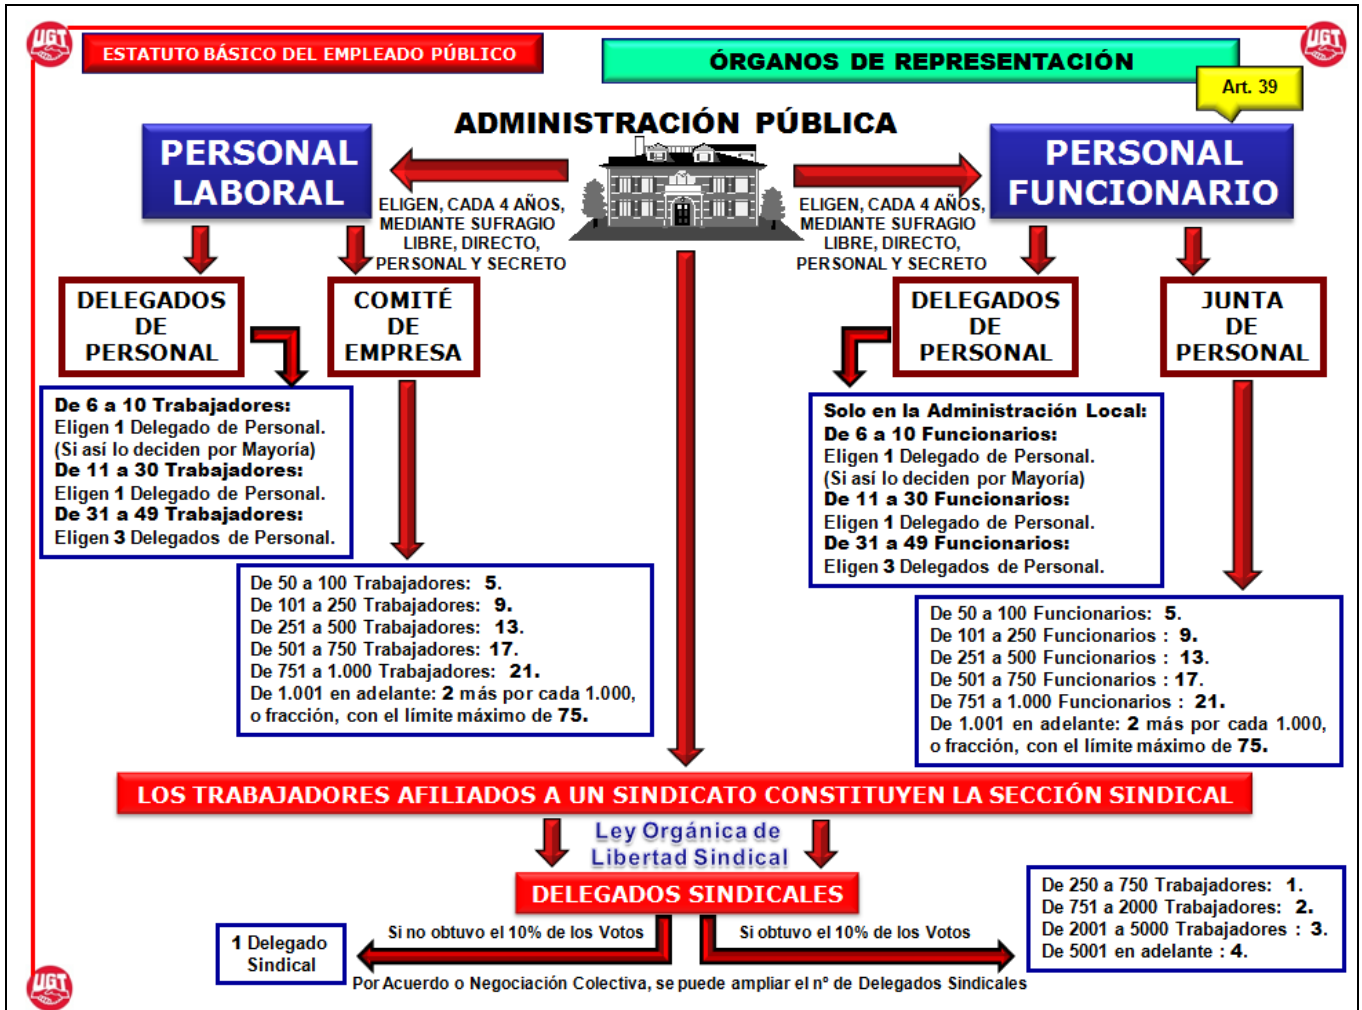 UGT
UGT
ESTATUTO BÁSICO DEL EMPLEADO PÚBLICO
ÓRGANOS DE REPRESENTACIÓN
Art. 39
ADMINISTRACIÓN PÚBLICA
PERSONAL
LABORAL
PERSONAL
FUNCIONARIO
ELIGEN, CADA 4 AÑOS,
MEDIANTE SUFRAGIO
LIBRE, DIRECTO,
PERSONAL Y SECRETO
ELIGEN, CADA 4 AÑOS,
MEDIANTE SUFRAGIO
LIBRE, DIRECTO,
PERSONAL Y SECRETO
DELEGADOS
DE
PERSONAL
COMITÉ
DE
EMPRESA
DELEGADOS
DE
PERSONAL
JUNTA
DE
PERSONAL
De 6 a 10 Trabajadores:
Eligen 1 Delegado de Personal.
(Si así lo deciden por Mayoría)
De 11 a 30 Trabajadores:
Eligen 1 Delegado de Personal.
De 31 a 49 Trabajadores:
Eligen 3 Delegados de Personal.
Solo en la Administración Local:
De 6 a 10 Funcionarios:
Eligen 1 Delegado de Personal.
(Si así lo deciden por Mayoría)
De 11 a 30 Funcionarios:
Eligen 1 Delegado de Personal.
De 31 a 49 Funcionarios:
Eligen 3 Delegados de Personal.
De 50 a 100 Trabajadores: 5.
De 101 a 250 Trabajadores: 9.
De 251 a 500 Trabajadores: 13.
De 501 a 750 Trabajadores: 17.
De 751 a 1.000 Trabajadores: 21.
De 1.001 en adelante: 2 más por cada 1.000,
o fracción, con el límite máximo de 75.
De 50 a 100 Funcionarios: 5.
De 101 a 250 Funcionarios : 9.
De 251 a 500 Funcionarios : 13.
De 501 a 750 Funcionarios : 17.
De 751 a 1.000 Funcionarios : 21.
De 1.001 en adelante: 2 más por cada 1.000,
o fracción, con el límite máximo de 75.
LOS TRABAJADORES AFILIADOS A UN SINDICATO CONSTITUYEN LA SECCIÓN SINDICAL
Ley Orgánica de
Libertad Sindical
DELEGADOS SINDICALES
Si no obtuvo el 10% de los Votos
Si obtuvo el 10% de los Votos
1 Delegado
Sindical
De 250 a 750 Trabajadores: 1.
De 751 a 2000 Trabajadores: 2.
De 2001 a 5000 Trabajadores : 3.
De 5001 en adelante : 4.
Por Acuerdo o Negociación Colectiva, se puede ampliar el nº de Delegados Sindicales
UGT